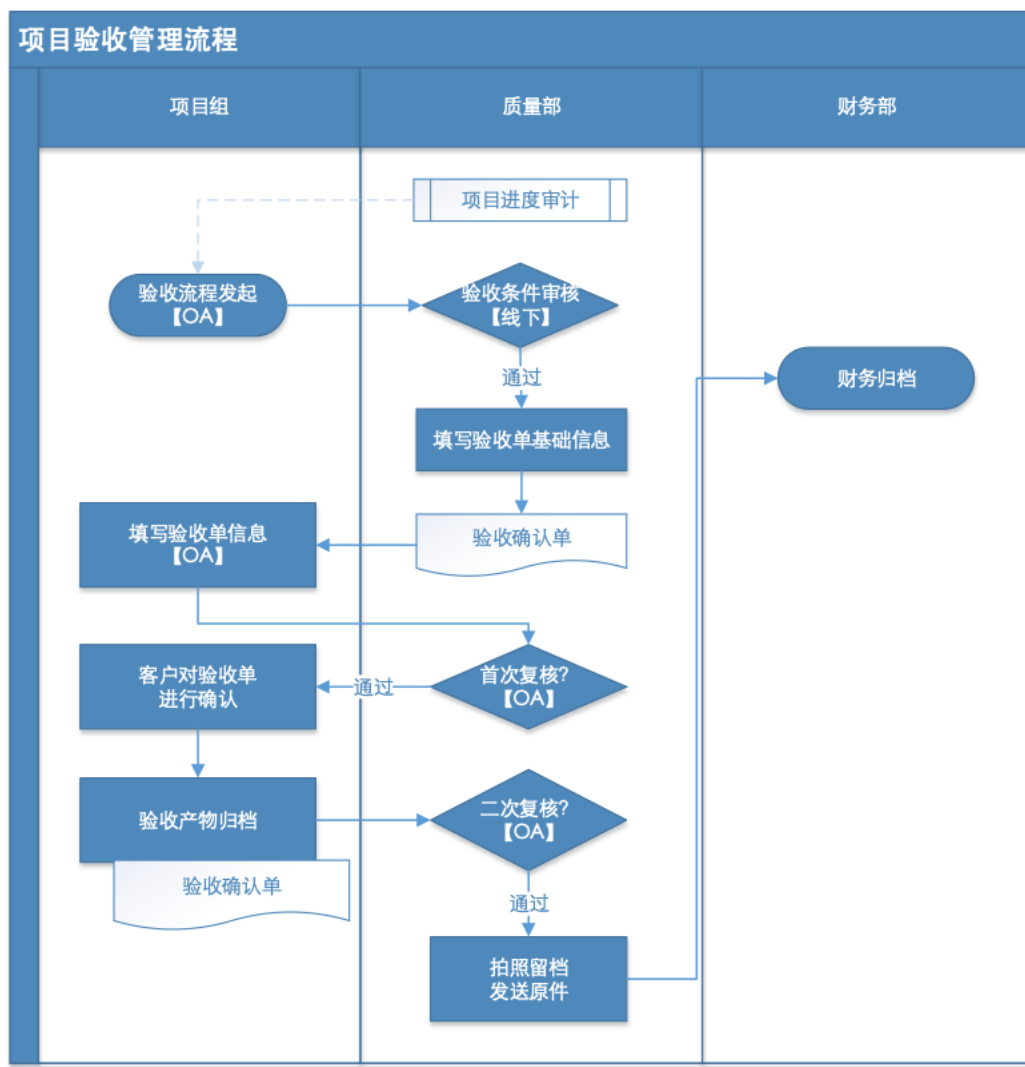 项目验收管理流程
项目组
质量部
财务部
项目进度审计
验收流程发起
【OA】
验收条件审核
【线下】
通过
财务归档
填写验收单基础信息
填写验收单信息
【OA】
验收确认单
客户对验收单
进行确认
通过
首次复核?
【OA】
验收产物归档
二次复核?
【OA】
验收确认单
通过
拍照留档
发送原件